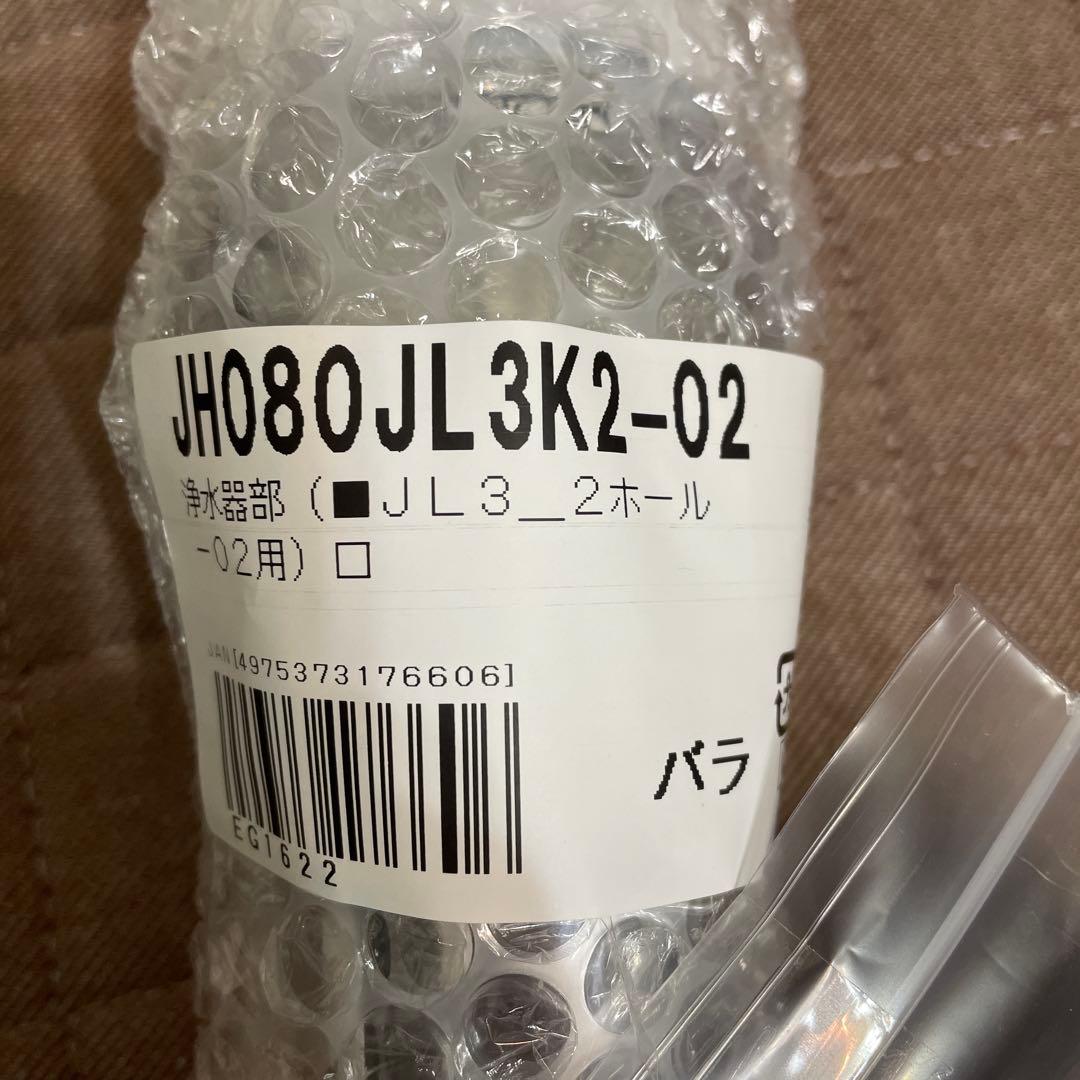 JH080JL3K2-02
浄水器部(■JL3_2ホール
-02用)□
JAN[4975373176606]
バラ
EG1622